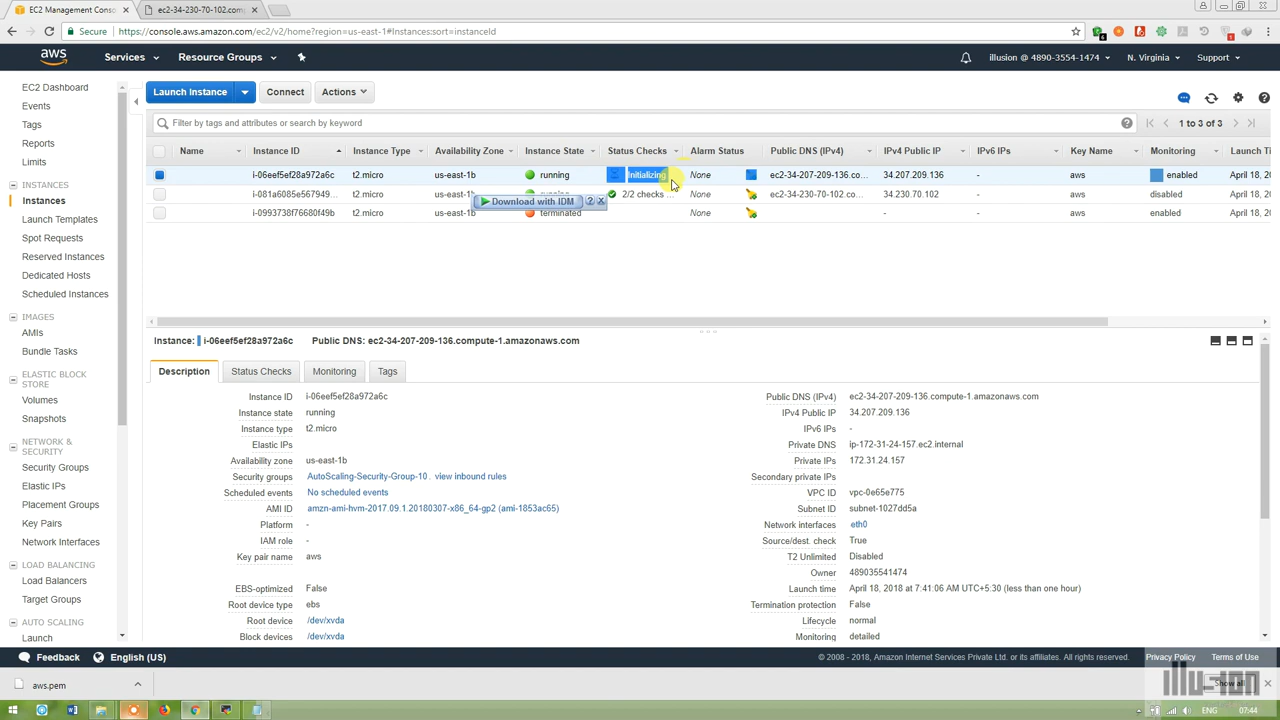 EC2 Management Conso
ec2-34-230-70-102.comp
Secure
https://console.aws.amazon.com/ec2/v2/home?region=us-east-1#Instances:sort=instanceId
aws
Services
Resource Groups
illusion @ 4890-3554-1474
N. Virginia
Support
EC2 Dashboard
Events
Tags
Reports
Limits
INSTANCES
Instances
Launch Templates
Spot Requests
Reserved Instances
Dedicated Hosts
Scheduled Instances
IMAGES
AMIs
Bundle Tasks
ELASTIC BLOCK STORE
Volumes
Snapshots
NETWORK & SECURITY
Security Groups
Elastic IPs
Placement Groups
Key Pairs
Network Interfaces
LOAD BALANCING
Load Balancers
Target Groups
AUTO SCALING
Launch
Launch Instance
Connect
Actions
Filter by tags and attributes or search by keyword
1 to 3 of 3
Name Instance ID Instance Type Availability Zone Instance State Status Checks Alarm Status Public DNS (IPv4) IPv4 Public IP IPv6 IPs Key Name Monitoring Launch Ti
i-06eef5ef28a972a6c t2.micro us-east-1b running Initializing None ec2-34-207-209-136.co... 34.207.209.136 - aws enabled April 18, 20
i-081a6085e567949... t2.micro us-east-1b running 2/2 checks ... None ec2-34-230-70-102.co... 34.230.70.102 - aws disabled April 18, 20
i-0993738f76680f49b t2.micro us-east-1b terminated None - - aws enabled April 18, 20
Download with IDM
Instance: i-06eef5ef28a972a6c Public DNS: ec2-34-207-209-136.compute-1.amazonaws.com
Description Status Checks Monitoring Tags
Instance ID i-06eef5ef28a972a6c
Instance state running
Instance type t2.micro
Elastic IPs
Availability zone us-east-1b
Security groups AutoScaling-Security-Group-10. view inbound rules
Scheduled events No scheduled events
AMI ID amzn-ami-hvm-2017.09.1.20180307-x86_64-gp2 (ami-1853ac65)
Platform -
IAM role -
Key pair name aws
EBS-optimized False
Root device type ebs
Root device /dev/xvda
Block devices /dev/xvda
Public DNS (IPv4) ec2-34-207-209-136.compute-1.amazonaws.com
IPv4 Public IP 34.207.209.136
IPv6 IPs -
Private DNS ip-172-31-24-157.ec2.internal
Private IPs 172.31.24.157
Secondary private IPs
VPC ID vpc-0e65e775
Subnet ID subnet-1027dd5a
Network interfaces eth0
Source/dest. check True
T2 Unlimited Disabled
Owner 489035541474
Launch time April 18, 2018 at 7:41:06 AM UTC+5:30 (less than one hour)
Termination protection False
Lifecycle normal
Monitoring detailed
Feedback
English (US)
© 2008 - 2018, Amazon Internet Services Private Ltd. or its affiliates. All rights reserved.
Privacy Policy
Terms of Use
aws.pem
Show all
illusion
ENG
07:44